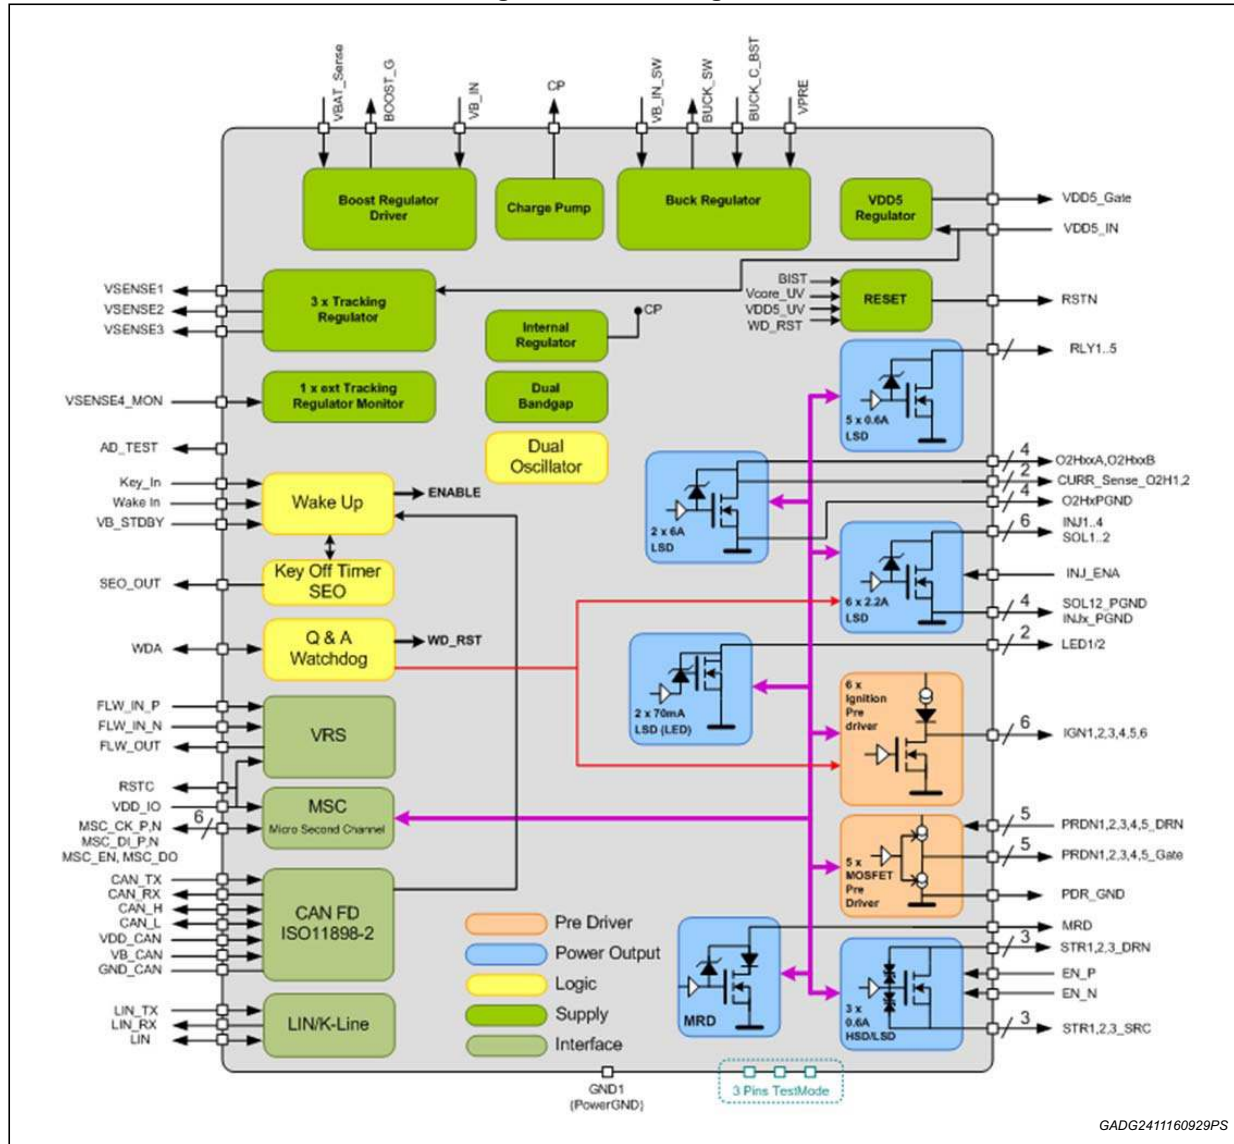 VBAT_Sense
BOOST_G
VB_IN
CP
VB_IN_SW
BUCK_SW
BUCK_C_BST
VPRE
Boost Regulator
Driver
Charge Pump
Buck Regulator
VDD5
Regulator
VDD5_Gate
VDD5_IN
VSENSE1
VSENSE2
VSENSE3
3 x Tracking
Regulator
Internal
Regulator
CP
BIST
Vcore_UV
VDD5_UV
WD_RST
RESET
RSTN
VSENSE4_MON
1 x ext Tracking
Regulator Monitor
Dual
Bandgap
5 x 0.6A
LSD
5
RLY1..5
AD_TEST
Dual
Oscillator
Key_In
Wake In
VB_STDBY
Wake Up
ENABLE
2 x 6A
LSD
4
O2HxxA,O2HxxB
2
CURR_Sense_O2H1,2
4
O2HxPGND
SEO_OUT
Key Off Timer
SEO
6 x 2.2A
LSD
6
INJ1..4
SOL1..2
INJ_ENA
4
SOL12_PGND
INJx_PGND
WDA
Q & A
Watchdog
WD_RST
2 x 70mA
LSD (LED)
2
LED1/2
FLW_IN_P
FLW_IN_N
FLW_OUT
VRS
6 x
Ignition
Pre
driver
6
IGN1,2,3,4,5,6
RSTC
VDD_IO
6
MSC_CK_P,N
MSC_DI_P,N
MSC_EN, MSC_DO
MSC
Micro Second Channel
5 x
MOSFET
Pre
Driver
5
PRDN1,2,3,4,5_DRN
5
PRDN1,2,3,4,5_Gate
PDR_GND
CAN_TX
CAN_RX
CAN_H
CAN_L
VDD_CAN
VB_CAN
GND_CAN
CAN FD
ISO11898-2
Pre Driver
Power Output
Logic
Supply
Interface
MRD
MRD
3 x
0.6A
HSD/LSD
3
STR1,2,3_DRN
EN_P
EN_N
3
STR1,2,3_SRC
LIN_TX
LIN_RX
LIN
LIN/K-Line
GND1
(PowerGND)
3 Pins TestMode
GADG2411160929PS